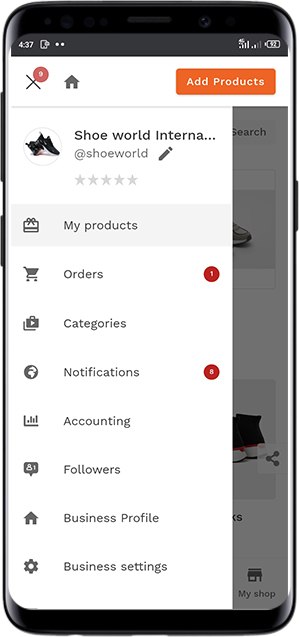 4:37
92
9
Add Products
Search
Shoe world Interna...
@shoeworld
My products
Orders
1
Categories
Notifications
8
Accounting
Followers
Business Profile
ks
Business settings
My shop